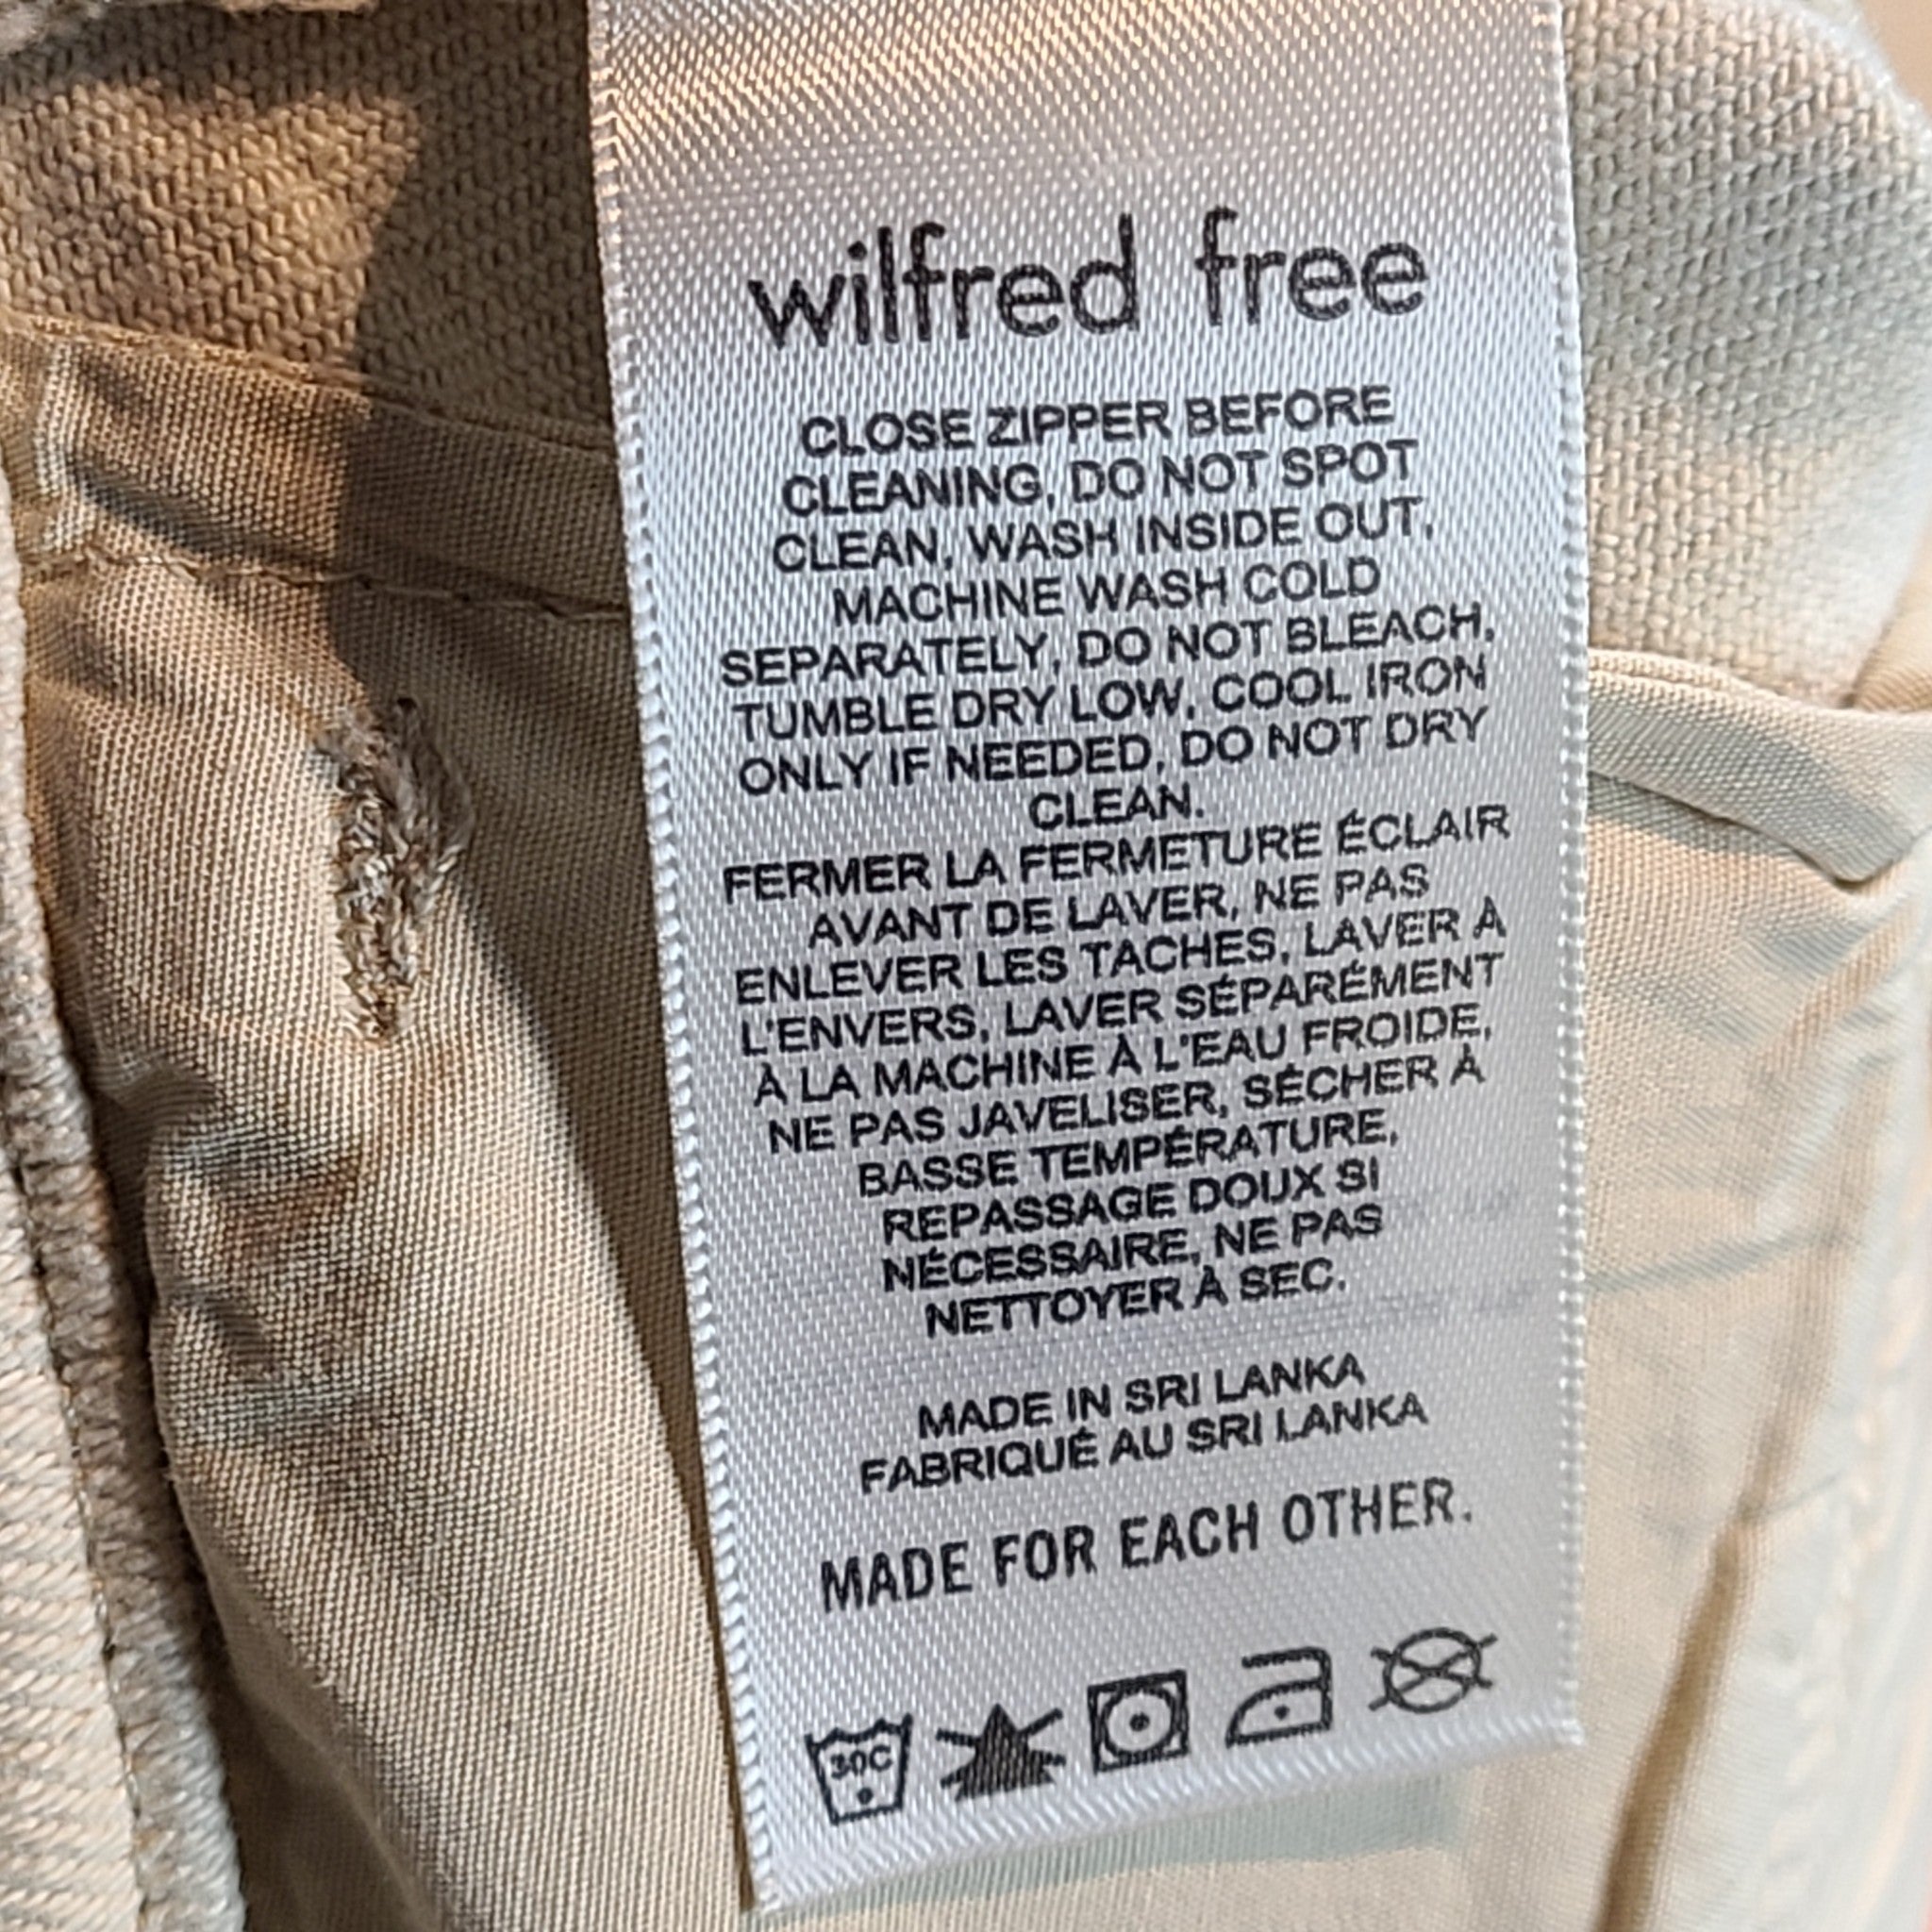 wilfred free
CLOSE ZIPPER BEFORE
CLEANING, DO NOT SPOT
CLEAN, WASH INSIDE OUT,
MACHINE WASH COLD
SEPARATELY, DO NOT BLEACH,
TUMBLE DRY LOW, COOL IRON
ONLY IF NEEDED, DO NOT DRY
CLEAN.
FERMER LA FERMETURE ÉCLAIR
AVANT DE LAVER, NE PAS
ENLEVER LES TACHES, LAVER À
L'ENVERS, LAVER SÉPARÉMENT
À LA MACHINE À L'EAU FROIDE,
NE PAS JAVELISER, SÉCHER À
BASSE TEMPÉRATURE,
REPASSAGE DOUX SI
NÉCESSAIRE, NE PAS
NETTOYER À SEC.
MADE IN SRI LANKA
FABRIQUÉ AU SRI LANKA
MADE FOR EACH OTHER.
30C